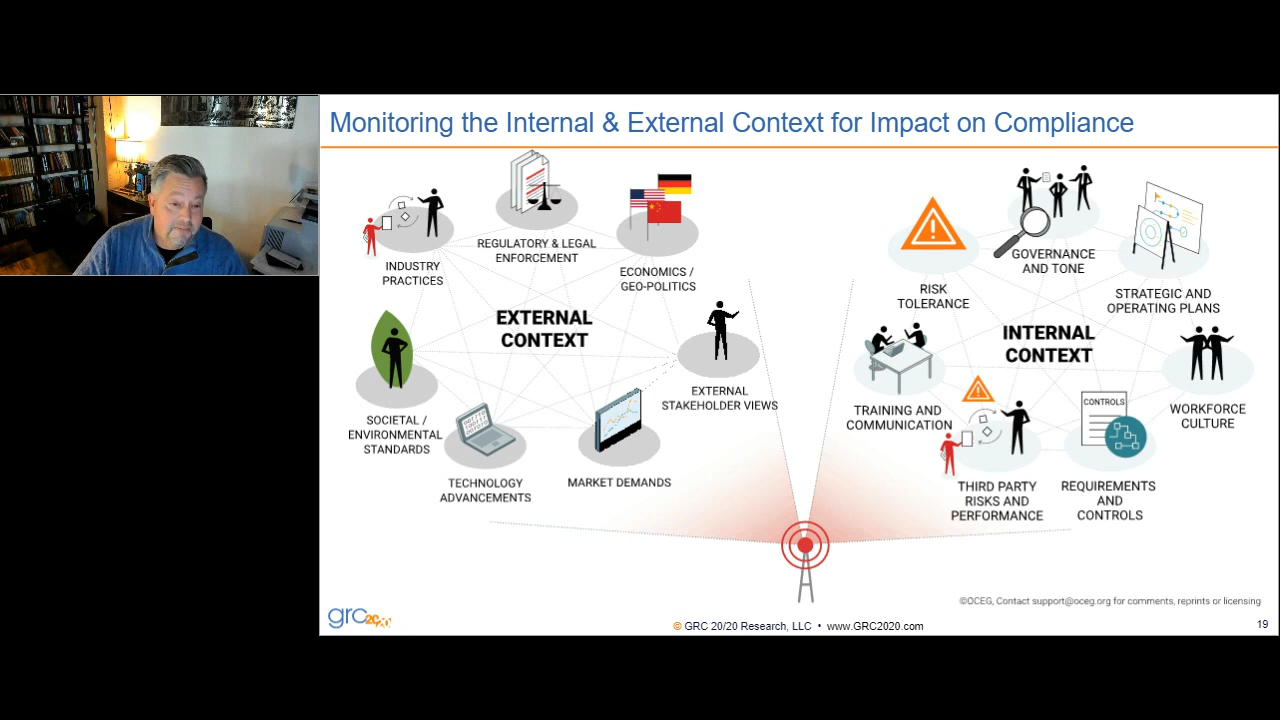 Monitoring the Internal & External Context for Impact on Compliance
INDUSTRY
PRACTICES
REGULATORY & LEGAL
ENFORCEMENT
ECONOMICS /
GEO-POLITICS
EXTERNAL
CONTEXT
EXTERNAL
STAKEHOLDER VIEWS
SOCIETAL /
ENVIRONMENTAL
STANDARDS
TECHNOLOGY
ADVANCEMENTS
MARKET DEMANDS
RISK
TOLERANCE
GOVERNANCE
AND TONE
STRATEGIC AND
OPERATING PLANS
INTERNAL
CONTEXT
TRAINING AND
COMMUNICATION
CONTROLS
WORKFORCE
CULTURE
THIRD PARTY
RISKS AND
PERFORMANCE
REQUIREMENTS
AND
CONTROLS
©OCEG, Contact support@oceg.org for comments, reprints or licensing
grc2020
© GRC 20/20 Research, LLC • www.GRC2020.com
19